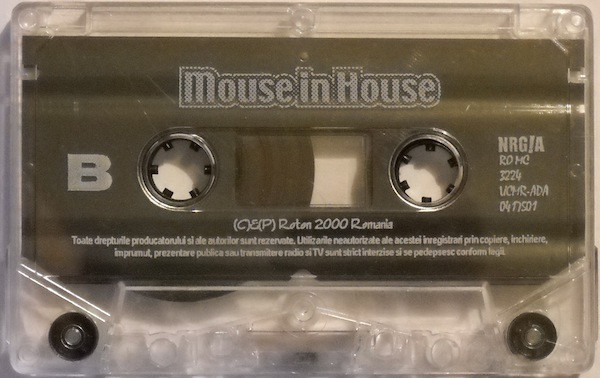 Mouse in House
B
NRG!A
RO MC
3224
UCMR-ADA
041TS01
(C)&(P) Roton 2000 Romania
Toate drepturile producatorului si ale autorilor sunt rezervate. Utilizarile neautorizate ale acestei inregistrari prin copiere, inchiriere,
imprumut, prezentare publica sau transmitere radio si TV sunt strict interzise si se pedepsesc conform legii.